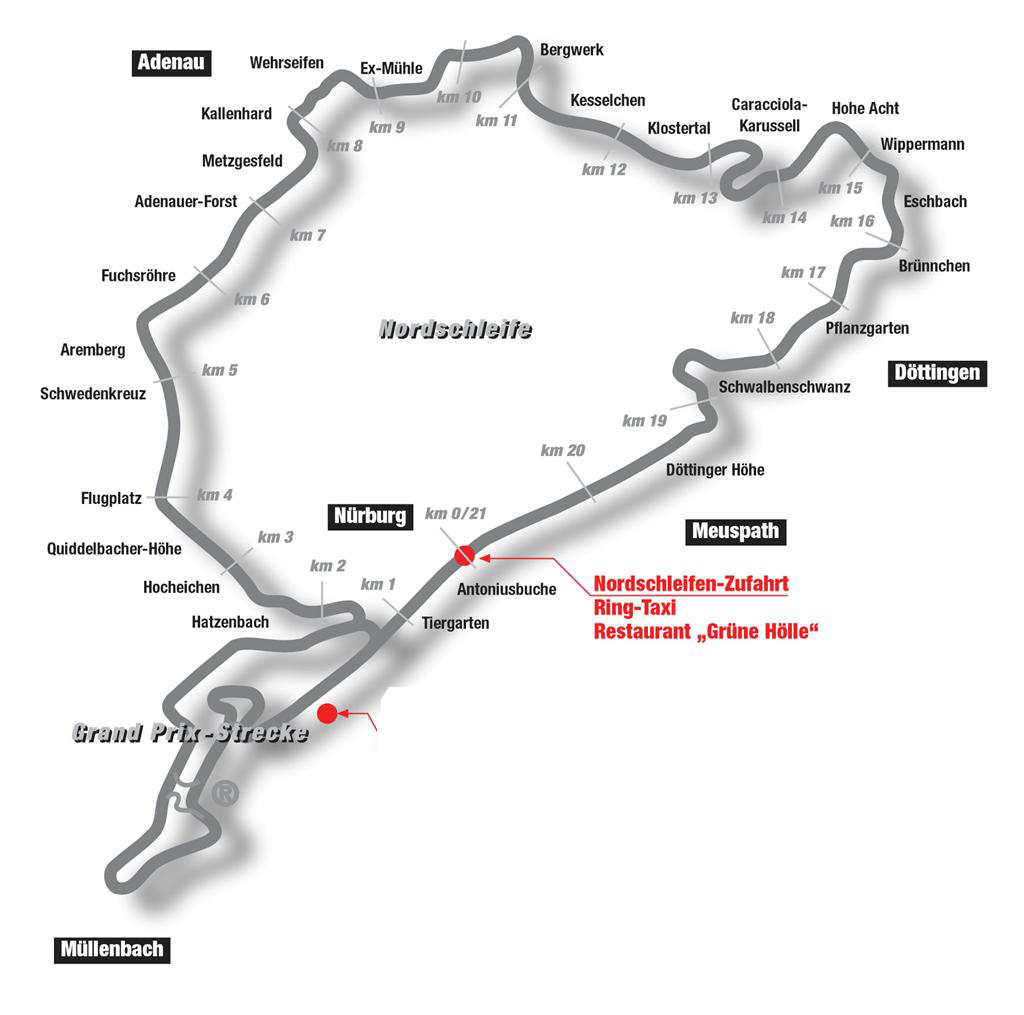 Adenau
Wehrseifen
Ex-Mühle
Bergwerk
km 10
km 9
km 11
Kallenhard
km 8
Kesselchen
Klostertal
Caracciola-
Karussell
Hohe Acht
Wippermann
Metzgesfeld
km 12
km 13
km 14
km 15
Adenauer-Forst
km 7
Eschbach
km 16
Fuchsröhre
km 6
Brünnchen
km 17
km 18
Pflanzgarten
Nordschleife
Aremberg
km 5
Schwedenkreuz
Schwalbenschwanz
Döttingen
km 19
km 20
Döttinger Höhe
Flugplatz
km 4
Nürburg
km 0/21
Meuspath
Quiddelbacher-Höhe
km 3
Hocheichen
km 2
km 1
Antoniusbuche
Nordschleifen-Zufahrt
Ring-Taxi
Restaurant „Grüne Hölle“
Hatzenbach
Tiergarten
Grand Prix-Strecke
®
Müllenbach